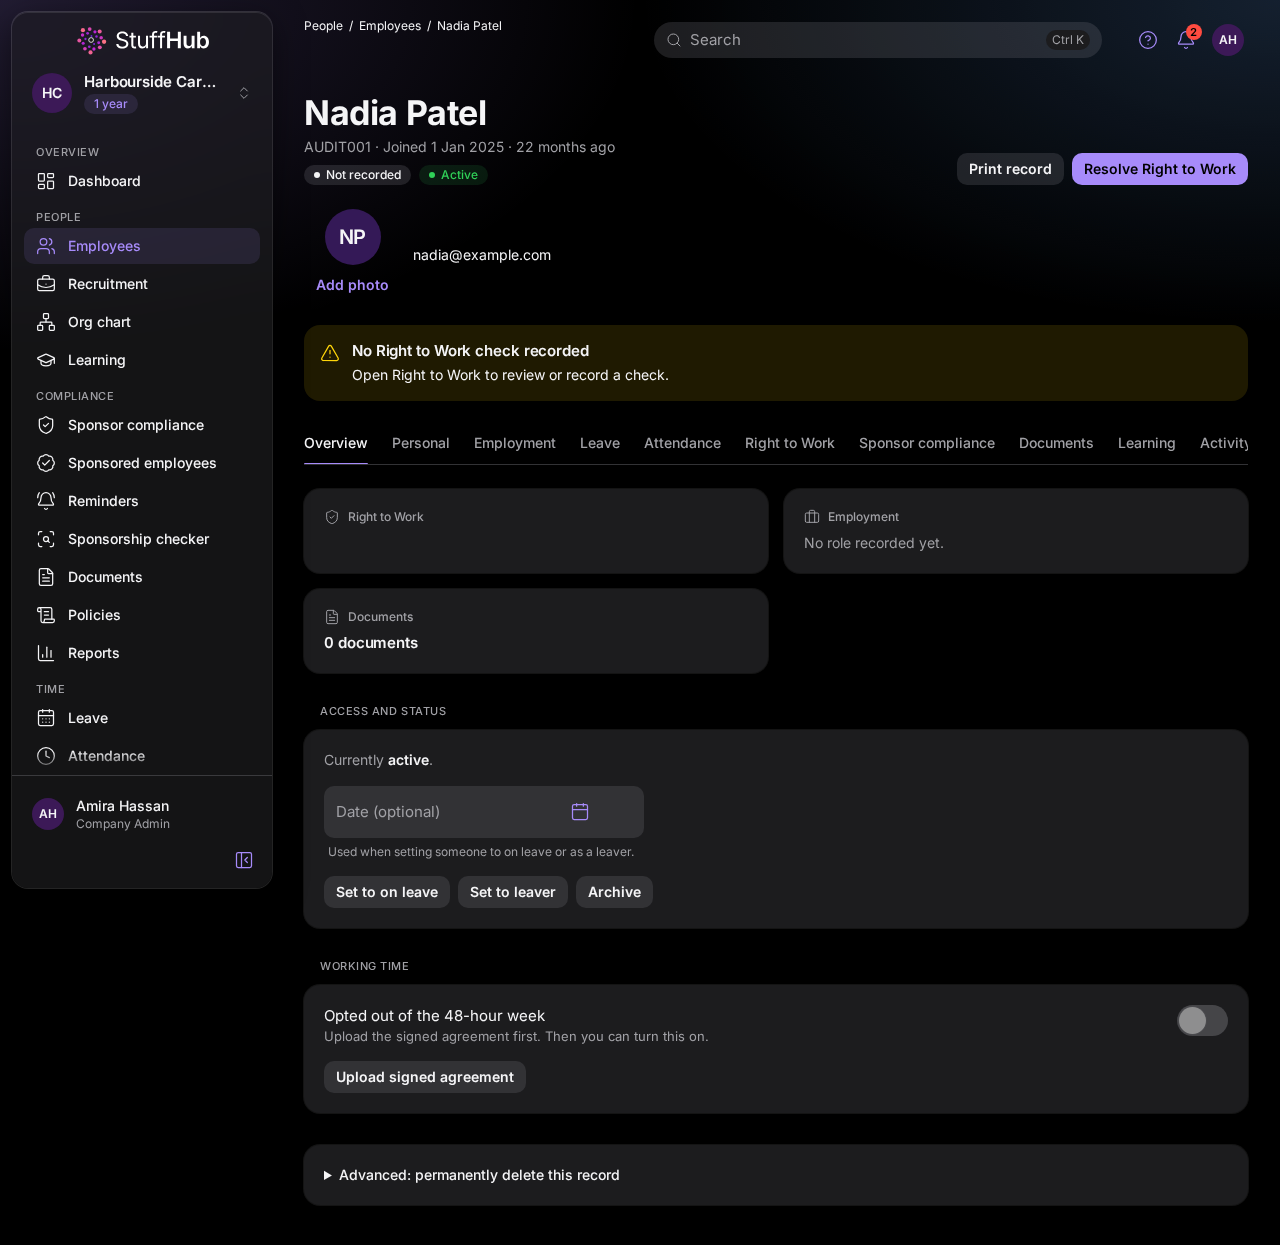 StuffHub
HC
Harbourside Car...
1 year
OVERVIEW
Dashboard
PEOPLE
Employees
Recruitment
Org chart
Learning
COMPLIANCE
Sponsor compliance
Sponsored employees
Reminders
Sponsorship checker
Documents
Policies
Reports
TIME
Leave
Attendance
AH
Amira Hassan
Company Admin
People / Employees / Nadia Patel
Search
Ctrl K
2
AH
Nadia Patel
AUDIT001 · Joined 1 Jan 2025 · 22 months ago
Not recorded
Active
Print record
Resolve Right to Work
NP
nadia@example.com
Add photo
No Right to Work check recorded
Open Right to Work to review or record a check.
Overview Personal Employment Leave Attendance Right to Work Sponsor compliance Documents Learning Activity
Right to Work
Employment
No role recorded yet.
Documents
0 documents
ACCESS AND STATUS
Currently active.
Date (optional)
Used when setting someone to on leave or as a leaver.
Set to on leave
Set to leaver
Archive
WORKING TIME
Opted out of the 48-hour week
Upload the signed agreement first. Then you can turn this on.
Upload signed agreement
Advanced: permanently delete this record